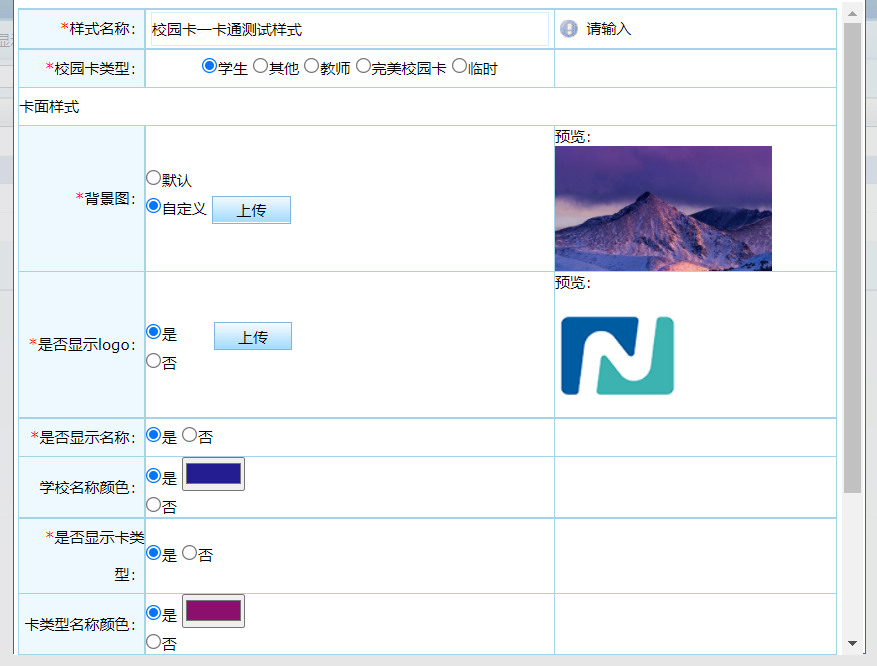 *样式名称： 校园卡一卡通测试样式 请输入
*校园卡类型： 学生 其他 教师 完美校园卡 临时
卡面样式
预览：
*背景图： 默认
自定义 上传
预览：
*是否显示logo： 是 上传
否
*是否显示名称： 是 否
学校名称颜色： 是
否
*是否显示卡类
型：
是 否
卡类型名称颜色： 是
否